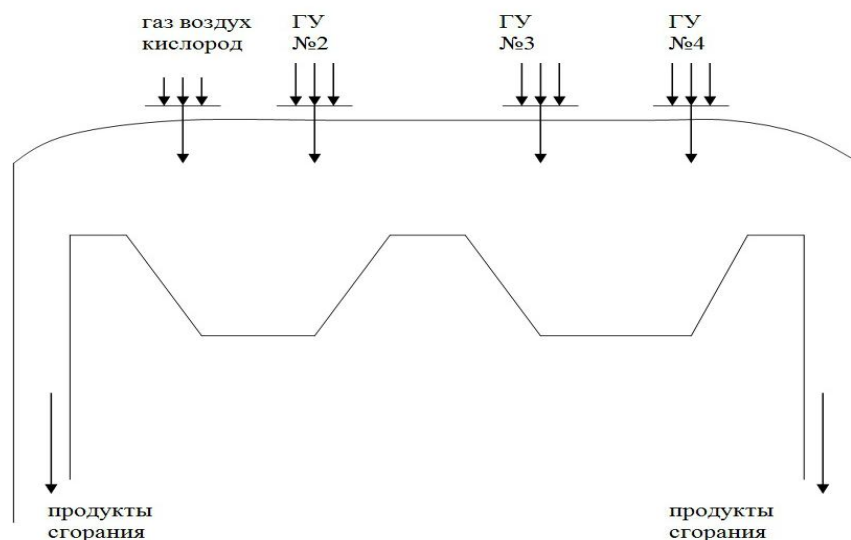 газ воздух
кислород
ГУ
№2
ГУ
№3
ГУ
№4
продукты
сгорания
продукты
сгорания